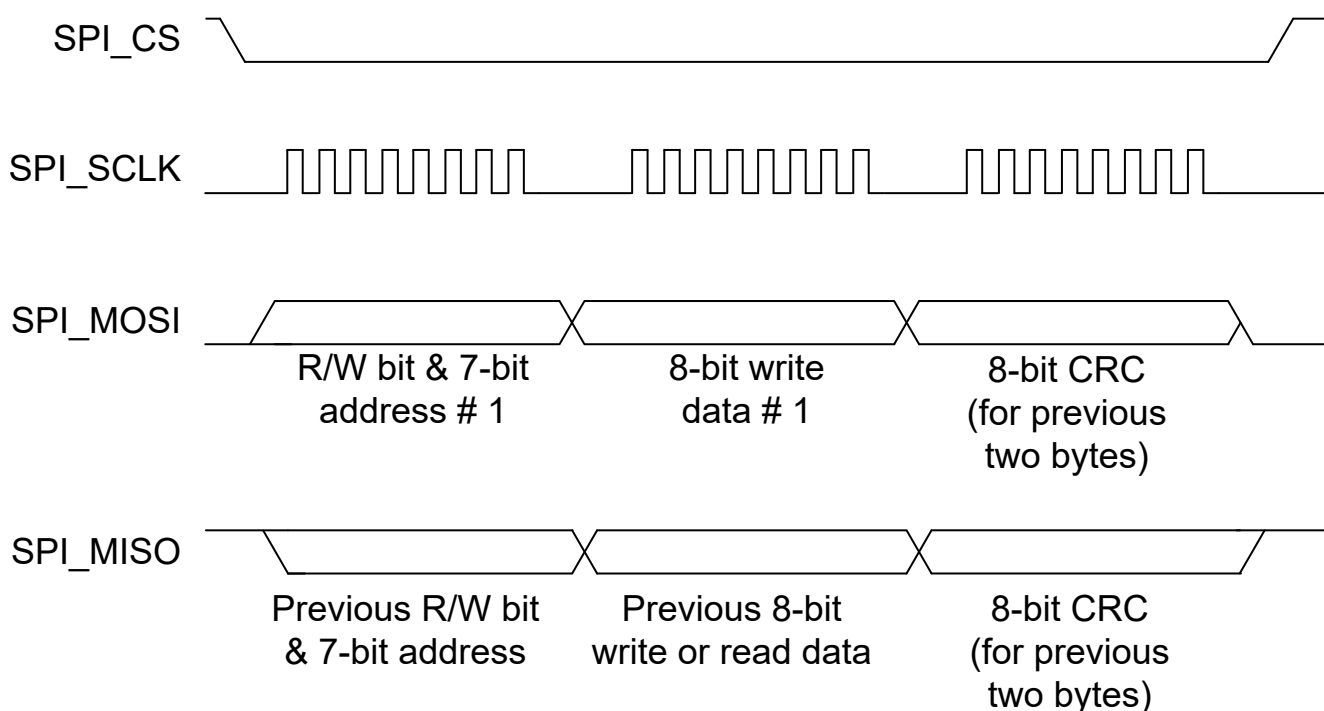 SPI_CS
SPI_SCLK
SPI_MOSI
R/W bit & 7-bit
address # 1
8-bit write
data # 1
8-bit CRC
(for previous
two bytes)
SPI_MISO
Previous R/W bit
& 7-bit address
Previous 8-bit
write or read data
8-bit CRC
(for previous
two bytes)